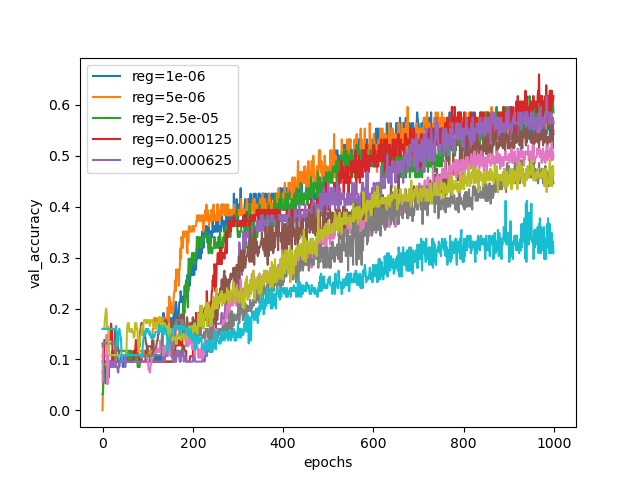 reg=1e-06
reg=5e-06
reg=2.5e-05
reg=0.000125
reg=0.000625
val_accuracy
0.6
0.5
0.4
0.3
0.2
0.1
0.0
0 200 400 600 800 1000
epochs